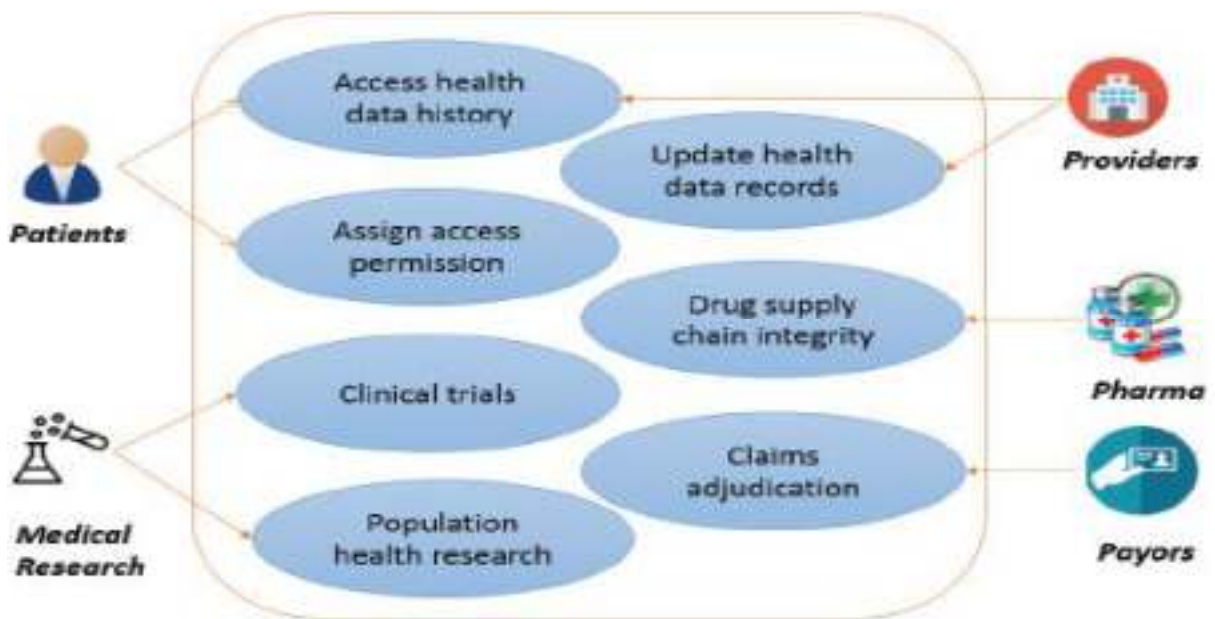 Access health
data history
Providers
Update health
data records
Patients
Assign access
permission
Drug supply
chain integrity
Pharma
Clinical trials
Claims
adjudication
Medical
Research
Population
health research
Payors